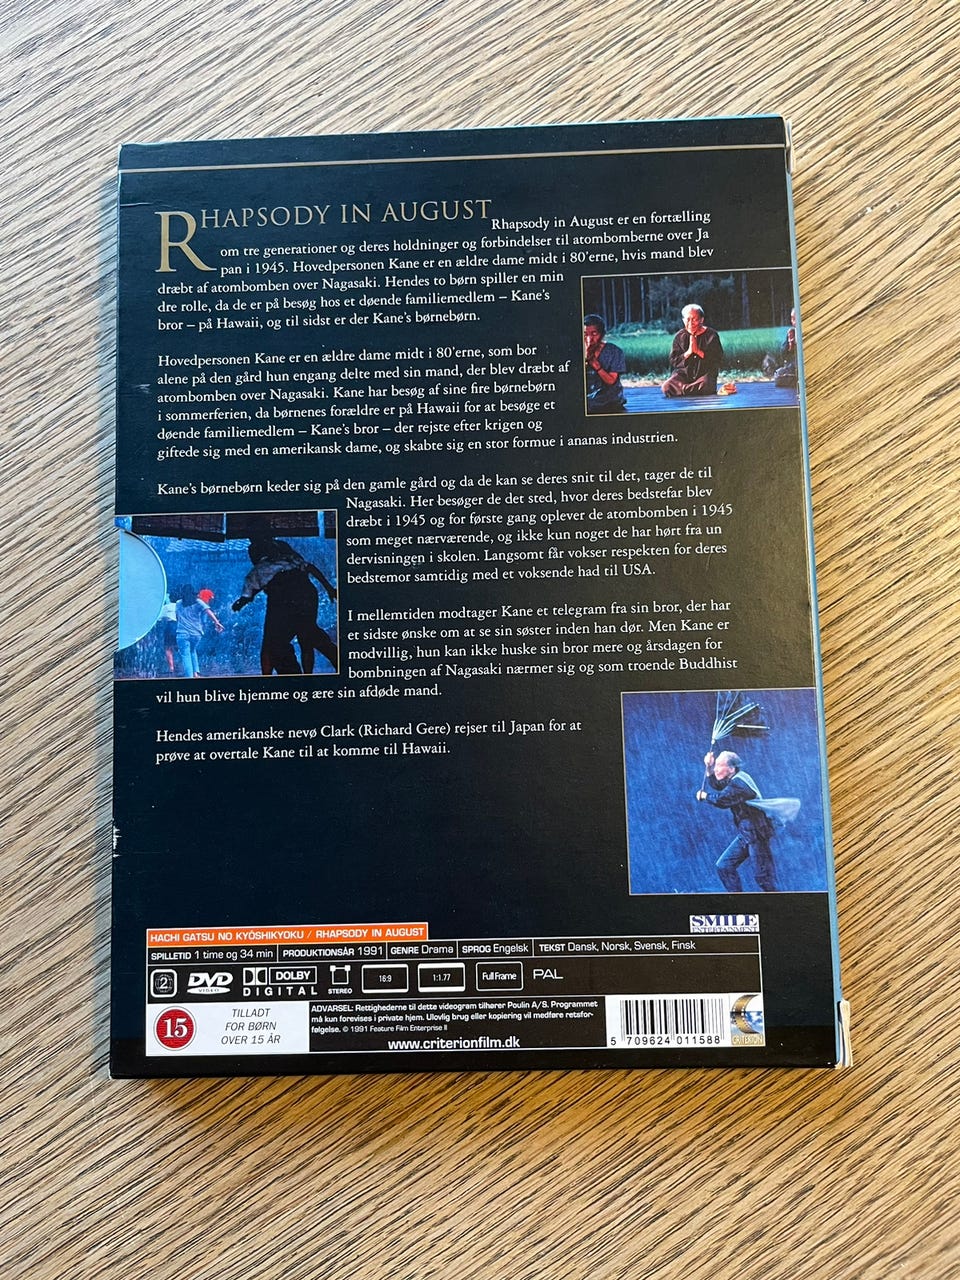 RHAPSODY IN AUGUST
Rhapsody in August er en fortælling
om tre generationer og deres holdninger og forbindelser til atombomberne over Ja
pan i 1945. Hovedpersonen Kane er en ældre dame midt i 80'erne, hvis mand blev
dræbt af atombomben over Nagasaki. Hendes to børn spiller en min
dre rolle, da de er på besøg hos et døende familiemedlem – Kane's
bror – på Hawaii, og til sidst er der Kane's børnebørn.
Hovedpersonen Kane er en ældre dame midt i 80'erne, som bor
alene på den gård hun engang delte med sin mand, der blev dræbt af
atombomben over Nagasaki. Kane har besøg af sine fire børnebørn
i sommerferien, da børnenes forældre er på Hawaii for at besøge et
døende familiemedlem – Kane's bror – der rejste efter krigen og
giftede sig med en amerikansk dame, og skabte sig en stor formue i ananas industrien.
Kane's børnebørn keder sig på den gamle gård og da de kan se deres snit til det, tager de til
Nagasaki. Her besøger de det sted, hvor deres bedstefar blev
dræbt i 1945 og for første gang oplever de atombomben i 1945
som meget nærværende, og ikke kun noget de har hørt fra un
dervisningen i skolen. Langsomt får vokser respekten for deres
bedstemor samtidig med et voksende had til USA.
I mellemtiden modtager Kane et telegram fra sin bror, der har
et sidste ønske om at se sin søster inden han dør. Men Kane er
modvillig, hun kan ikke huske sin bror mere og årsdagen for
bombningen af Nagasaki nærmer sig og som troende Buddhist
vil hun blive hjemme og ære sin afdøde mand.
Hendes amerikanske nevø Clark (Richard Gere) rejser til Japan for at
prøve at overtale Kane til at komme til Hawaii.
SMILE
ENTERTAINMENT
HACHI GATSU NO KYŌSHIKYOKU / RHAPSODY IN AUGUST
SPILLETID 1 time og 34 min PRODUKTIONSÅR 1991 GENRE Drama SPROG Engelsk TEKST Dansk, Norsk, Svensk, Finsk
2 DVD VIDEO DOLBY DIGITAL STEREO 16:9 1:1.77 Full Frame PAL
15
TILLADT
FOR BØRN
OVER 15 ÅR
ADVARSEL: Rettighederne til dette videogram tilhører Poulin A/S. Programmet
må kun forevises i private hjem. Ulovlig brug eller kopiering vil medføre retsfor-
følgelse. © 1991 Feature Film Enterprise II
www.criterionfilm.dk
5 709624 011588
CRITERION